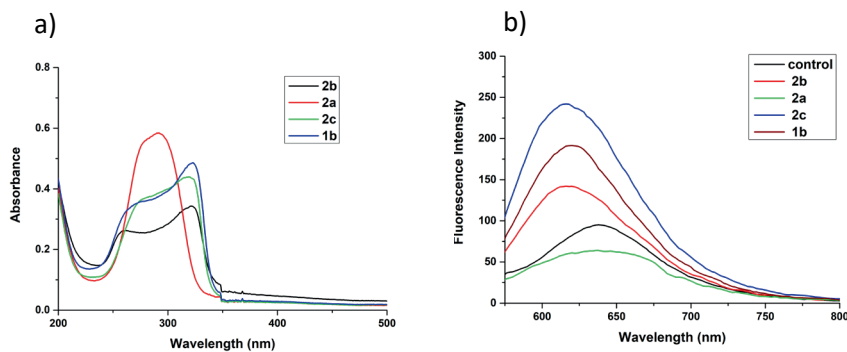 a)
0.8
0.6
0.4
0.2
0.0
200
300
400
500
Absorbance
Wavelength (nm)
2b
2a
2c
1b
b)
300
250
200
150
100
50
0
600
650
700
750
800
Fluorescence Intensity
Wavelength (nm)
control
2b
2a
2c
1b